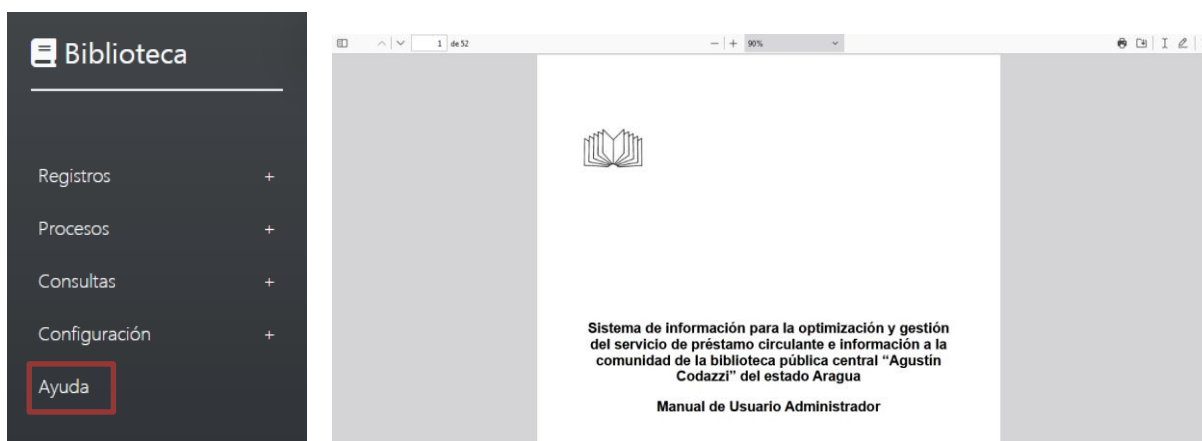 Biblioteca
Registros +
Procesos +
Consultas +
Configuración +
Ayuda
1 de 52
90%
Sistema de información para la optimización y gestión
del servicio de préstamo circulante e información a la
comunidad de la biblioteca pública central “Agustín
Codazzi” del estado Aragua
Manual de Usuario Administrador